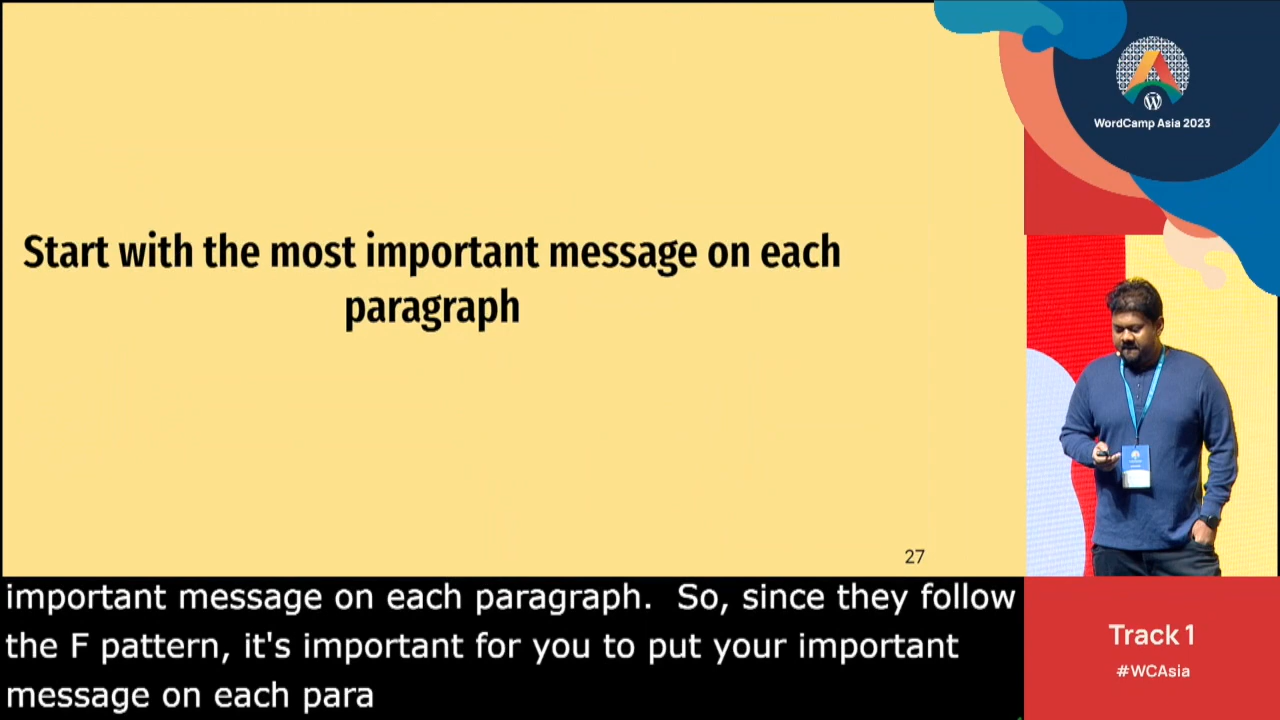 Start with the most important message on each
paragraph
27
important message on each paragraph.  So, since they follow
the F pattern, it's important for you to put your important
message on each para
WordCamp Asia 2023
Track 1
#WCAsia